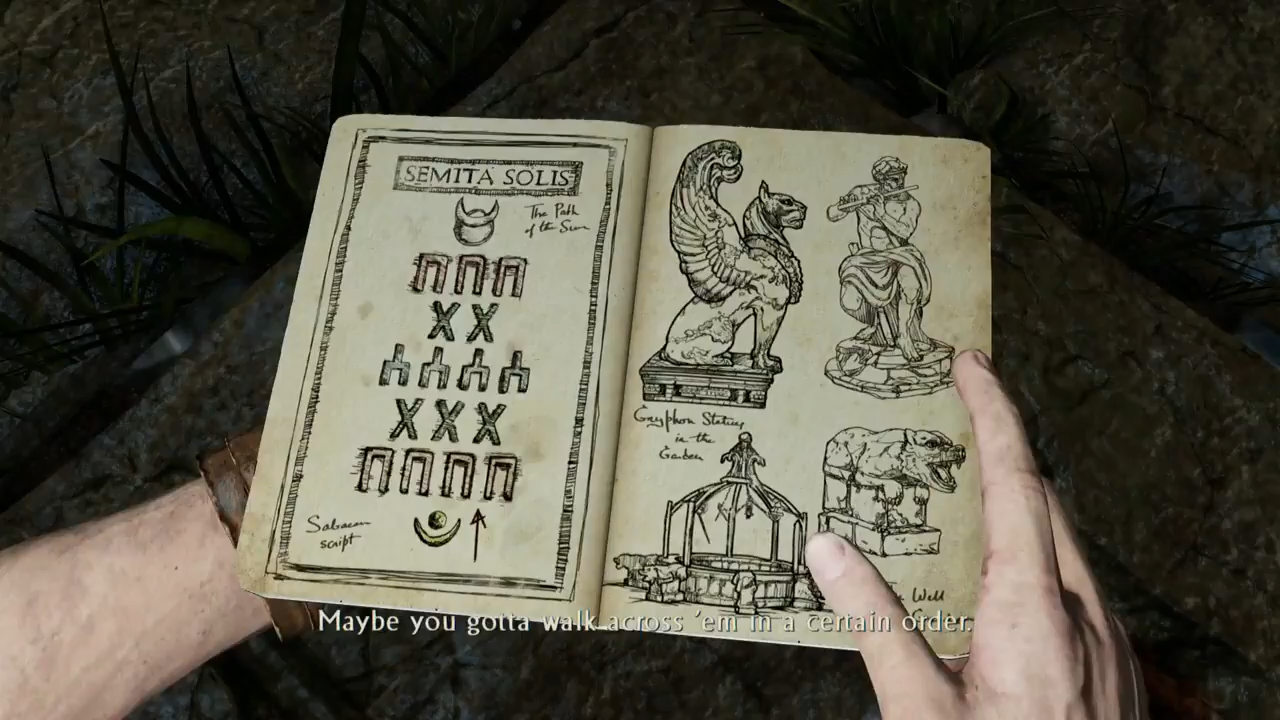 SEMITA SOLIS
The Path
of the Sun
Sabaean
script
Gryphon Statues
in the
Garden
Well
Maybe you gotta walk across 'em in a certain order.